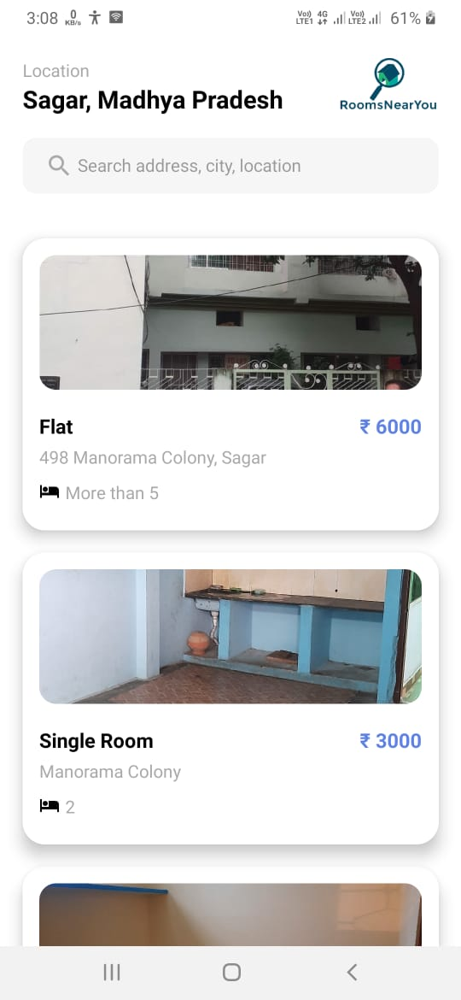 3:08 0 KB/s Vo)) LTE1 4G Vo)) LTE2 61%
Location
Sagar, Madhya Pradesh
RoomsNearYou
Search address, city, location
Flat ₹ 6000
498 Manorama Colony, Sagar
More than 5
Single Room ₹ 3000
Manorama Colony
2